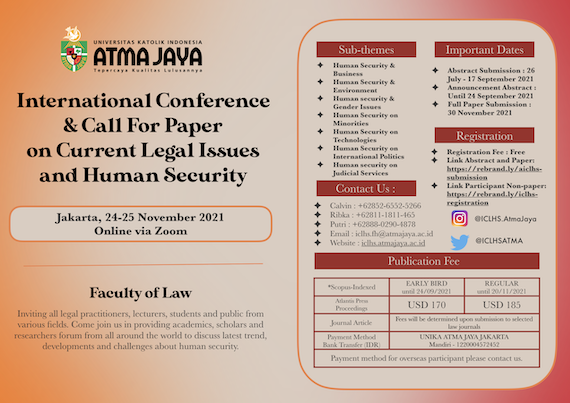 UNIVERSITAS KATOLIK INDONESIA
ATMA JAYA
Terpercaya Kualitas Lulusannya
International Conference
& Call For Paper
on Current Legal Issues
and Human Security
Jakarta, 24-25 November 2021
Online via Zoom
Faculty of Law
Inviting all legal practitioners, lecturers, students and public from
various fields. Come join us in providing academics, scholars and
researchers forum from all around the world to discuss latest trend,
developments and challenges about human security.
Sub-themes
Human Security &
Business
Human Security &
Environment
Human security &
Gender Issues
Human Security on
Minorities
Human Security on
Technologies
Human Security on
International Politics
Human security on
Judicial Services
Contact Us :
Calvin : +62852-6552-5266
Ribka : +62811-1811-465
Putri : +62888-0290-4878
Email : iclhs.fh@atmajaya.ac.id
Website : iclhs.atmajaya.ac.id
Important Dates
Abstract Submission : 26
July - 17 September 2021
Announcement Abstract :
Until 24 September 2021
Full Paper Submission :
30 November 2021
Registration
Registration Fee : Free
Link Abstract and Paper:
https://rebrand.ly/aiclhs-
submission
Link Participant Non-paper:
https://rebrand.ly/iclhs-
registration
@ICLHS.AtmaJaya
@ICLHSATMA
Publication Fee
*Scopus-Indexed
EARLY BIRD
until 24/09/2021
REGULAR
until 20/11/2021
Atlantis Press
Proceedings
USD 170
USD 185
Journal Article
Fees will be determined upon submission to selected
law journals
Payment Method
Bank Transfer (IDR)
UNIKA ATMA JAYA JAKARTA
Mandiri - 1220004572452
Payment method for overseas participant please contact us.